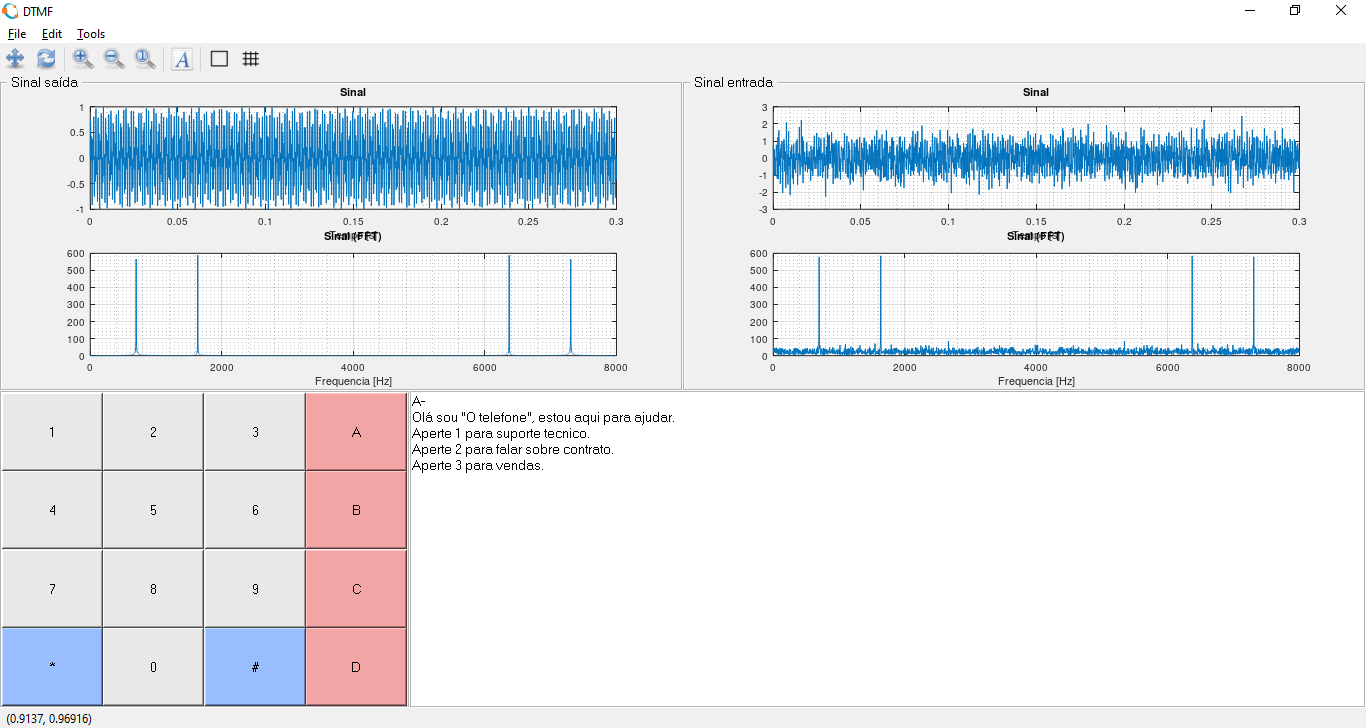 DTMF
File Edit Tools
A
Sinal saída
Sinal
1
0.5
0
-0.5
-1
0 0.05 0.1 0.15 0.2 0.25 0.3
Sinal (FFT)
600
500
400
300
200
100
0
0 2000 4000 6000 8000
Frequencia [Hz]
Sinal entrada
Sinal
3
2
1
0
-1
-2
-3
0 0.05 0.1 0.15 0.2 0.25 0.3
Sinal (FFT)
600
500
400
300
200
100
0
0 2000 4000 6000 8000
Frequencia [Hz]
1 2 3 A
4 5 6 B
7 8 9 C
* 0 # D
A-
Olá sou "O telefone", estou aqui para ajudar.
Aperte 1 para suporte tecnico.
Aperte 2 para falar sobre contrato.
Aperte 3 para vendas.
(0.9137, 0.96916)